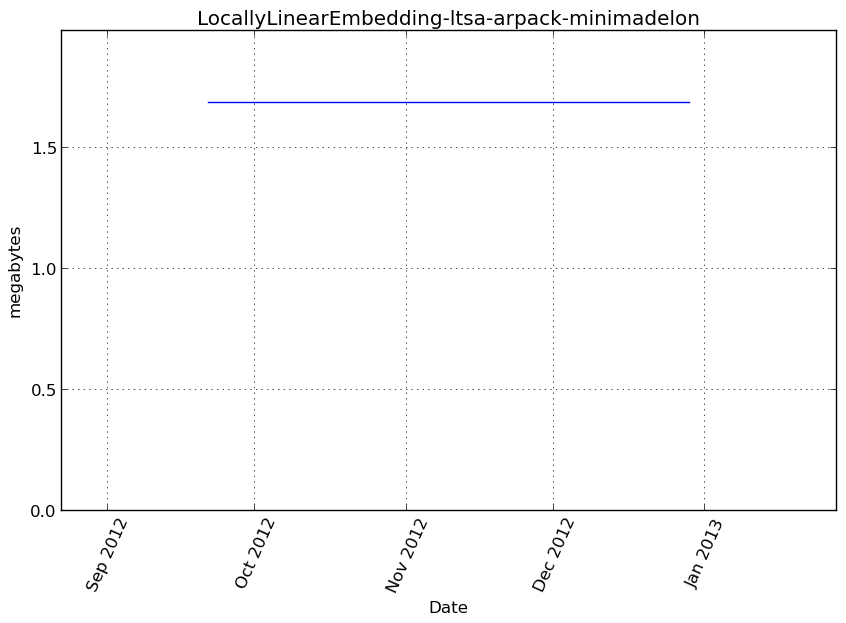 LocallyLinearEmbedding-ltsa-arpack-minimadelon
megabytes
1.5
1.0
0.5
0.0
Sep 2012
Oct 2012
Nov 2012
Dec 2012
Jan 2013
Date